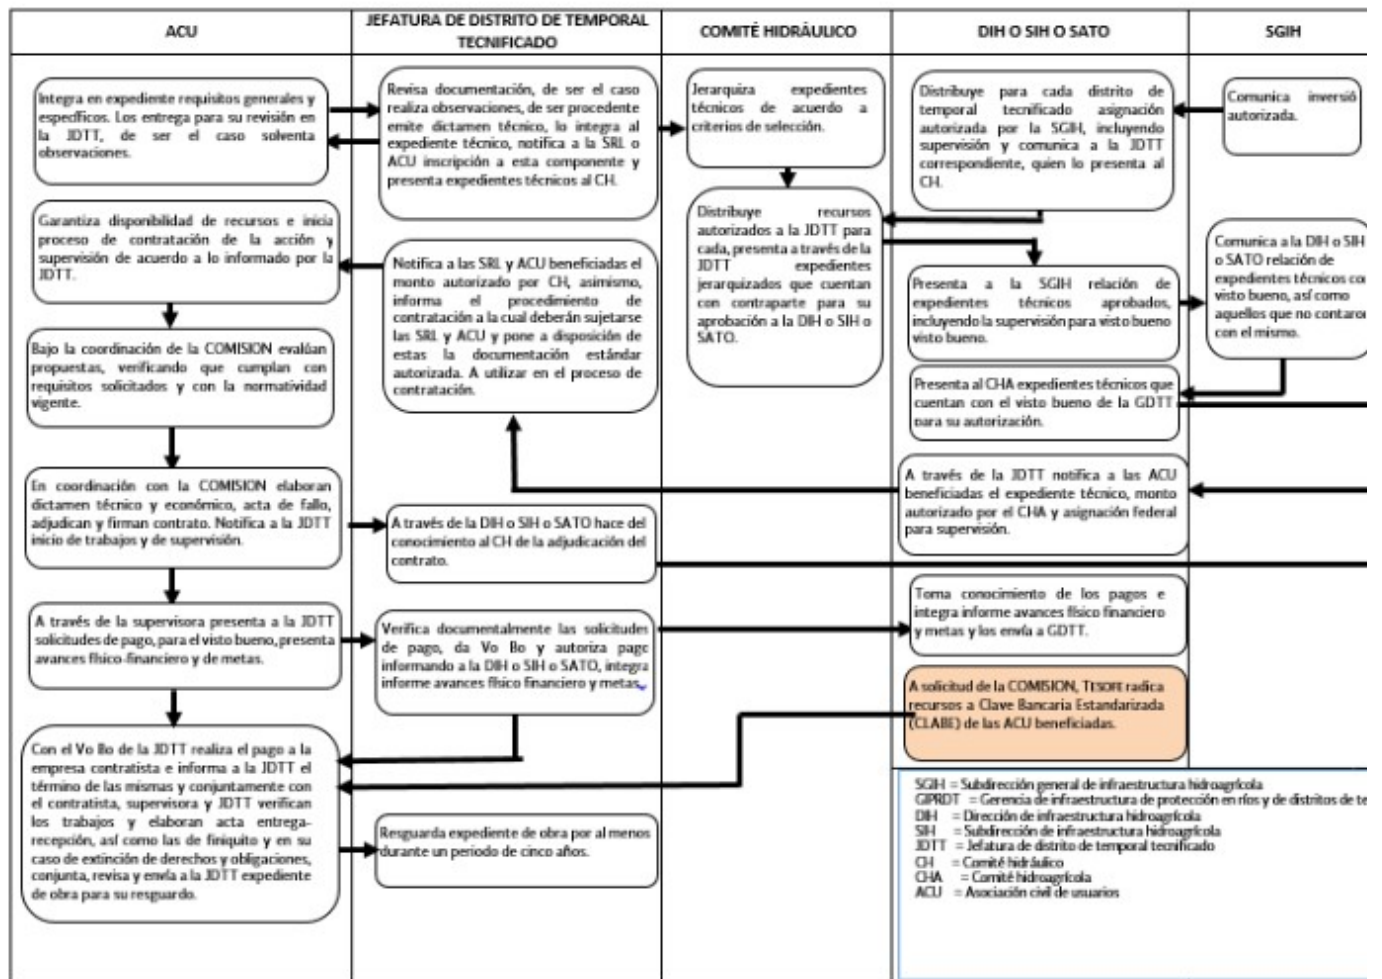 ACU
JEFATURA DE DISTRITO DE TEMPORAL
TECNIFICADO
COMITÉ HIDRÁULICO
DIH O SIH O SATO
SGIH
Integra en expediente requisitos generales y
específicos. Los entrega para su revisión en
la JDTT, de ser el caso solventa
observaciones.
Garantiza disponibilidad de recursos e inicia
proceso de contratación de la acción y
supervisión de acuerdo a lo informado por la
JDTT.
Bajo la coordinación de la COMISION evalúan
propuestas, verificando que cumplan con
requisitos solicitados y con la normatividad
vigente.
En coordinación con la COMISION elaboran
dictamen técnico y económico, acta de fallo,
adjudican y firman contrato. Notifica a la JDTT
inicio de trabajos y de supervisión.
A través de la supervisora presenta a la JDTT
solicitudes de pago, para el visto bueno, presenta
avances físico-financiero y de metas.
Con el Vo Bo de la JDTT realiza el pago a la
empresa contratista e informa a la JDTT el
término de las mismas y conjuntamente con
el contratista, supervisora y JDTT verifican
los trabajos y elaboran acta entrega-
recepción, así como las de finiquito y en su
caso de extinción de derechos y obligaciones,
conjunta, revisa y envía a la JDTT expediente
de obra para su resguardo.
Revisa documentación, de ser el caso
realiza observaciones, de ser procedente
emite dictamen técnico, lo integra al
expediente técnico, notifica a la SRL o
ACU inscripción a esta componente y
presenta expedientes técnicos al CH.
Notifica a las SRL y ACU beneficiadas el
monto autorizado por CH, asimismo,
informa el procedimiento de
contratación a la cual deberán sujetarse
las SRL y ACU y pone a disposición de
estas la documentación estándar
autorizada. A utilizar en el proceso de
contratación.
A través de la DIH o SIH o SATO hace del
conocimiento al CH de la adjudicación del
contrato.
Verifica documentalmente las solicitudes
de pago, da Vo Bo y autoriza pago
informando a la DIH o SIH o SATO, integra
informe avances físico financiero y metas.
Resguarda expediente de obra por al menos
durante un periodo de cinco años.
Jerarquiza expedientes
técnicos de acuerdo a
criterios de selección.
Distribuye recursos
autorizados a la JDTT para
cada, presenta a través de la
JDTT expedientes
jerarquizados que cuentan
con contraparte para su
aprobación a la DIH o SIH o
SATO.
Distribuye para cada distrito de
temporal tecnificado asignación
autorizada por la SGIH, incluyendo
supervisión y comunica a la JDTT
correspondiente, quien lo presenta al
CH.
Presenta a la SGIH relación de
expedientes técnicos aprobados,
incluyendo la supervisión para visto bueno
visto bueno.
Presenta al CHA expedientes técnicos que
cuentan con el visto bueno de la GDTT
para su autorización.
A través de la JDTT notifica a las ACU
beneficiadas el expediente técnico, monto
autorizado por el CHA y asignación federal
para supervisión.
Toma conocimiento de los pagos e
integra informe avances físico financiero
y metas y los envía a GDTT.
A solicitud de la COMISION, TESOFE radica
recursos a Clave Bancaria Estandarizada
(CLABE) de las ACU beneficiadas.
Comunica inversió
autorizada.
Comunica a la DIH o SIH
o SATO relación de
expedientes técnicos co
visto bueno, así como
aquellos que no contaro
con el mismo.
SGIH = Subdirección general de infraestructura hidroagrícola
GIPRDT = Gerencia de infraestructura de protección en ríos y de distritos de te
DIH = Dirección de infraestructura hidroagrícola
SIH = Subdirección de infraestructura hidroagrícola
JDTT = Jefatura de distrito de temporal tecnificado
CH = Comité hidráulico
CHA = Comité hidroagrícola
ACU = Asociación civil de usuarios